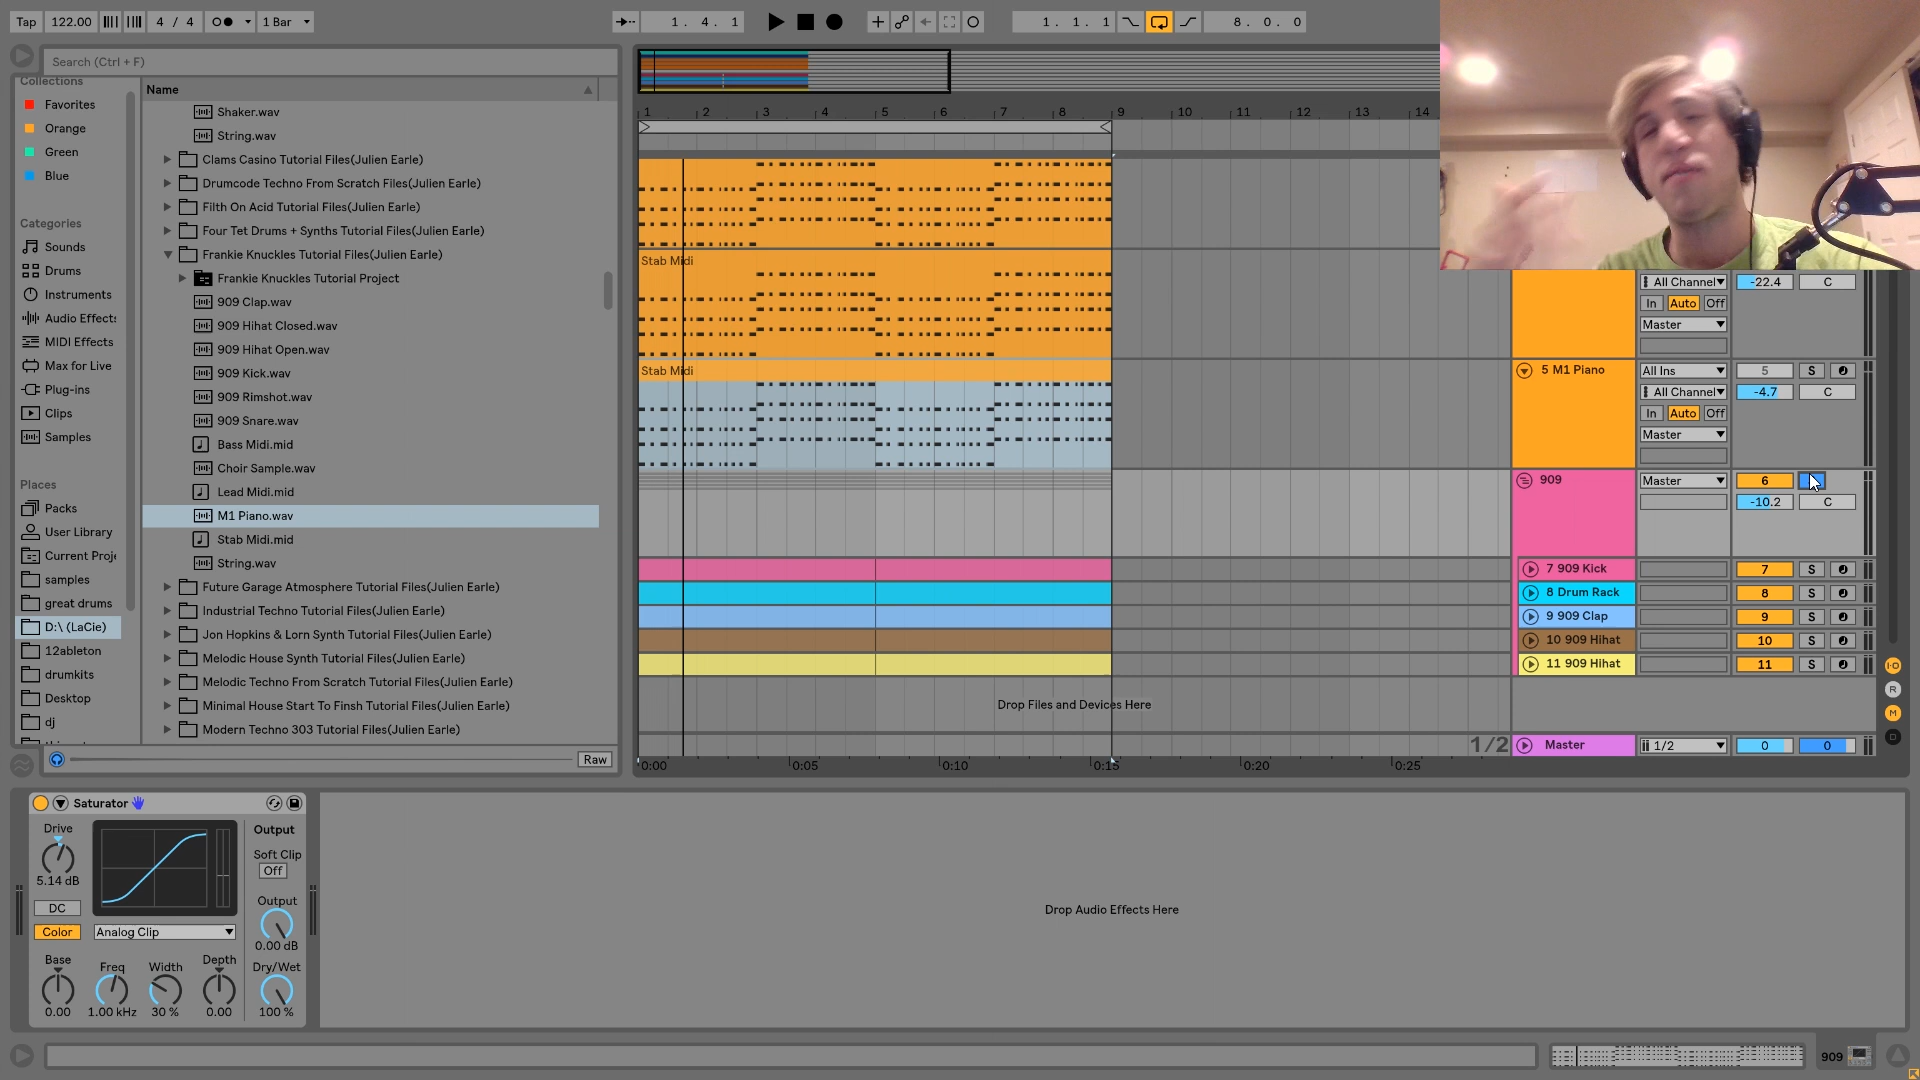 Tap 122.00 4 / 4 1 Bar 1. 4. 1 1. 1. 1 8. 0. 0
Search (Ctrl + F)
Collections
Favorites
Orange
Green
Blue
Categories
Sounds
Drums
Instruments
Audio Effects
MIDI Effects
Max for Live
Plug-ins
Clips
Samples
Places
Packs
User Library
Current Proje
samples
great drums
D:\ (LaCie)
12ableton
drumkits
Desktop
dj
Name
Shaker.wav
String.wav
Clams Casino Tutorial Files(Julien Earle)
Drumcode Techno From Scratch Files(Julien Earle)
Filth On Acid Tutorial Files(Julien Earle)
Four Tet Drums + Synths Tutorial Files(Julien Earle)
Frankie Knuckles Tutorial Files(Julien Earle)
Frankie Knuckles Tutorial Project
909 Clap.wav
909 Hihat Closed.wav
909 Hihat Open.wav
909 Kick.wav
909 Rimshot.wav
909 Snare.wav
Bass Midi.mid
Choir Sample.wav
Lead Midi.mid
M1 Piano.wav
Stab Midi.mid
String.wav
Future Garage Atmosphere Tutorial Files(Julien Earle)
Industrial Techno Tutorial Files(Julien Earle)
Jon Hopkins & Lorn Synth Tutorial Files(Julien Earle)
Melodic House Synth Tutorial Files(Julien Earle)
Melodic Techno From Scratch Tutorial Files(Julien Earle)
Minimal House Start To Finsh Tutorial Files(Julien Earle)
Modern Techno 303 Tutorial Files(Julien Earle)
Raw
1 2 3 4 5 6 7 8 9 10 11 12 13 14
Stab Midi
Stab Midi
Drop Files and Devices Here
1/2
0:00 0:05 0:10 0:15 0:20 0:25
All Channel -22.4 C
In Auto Off
Master
5 M1 Piano All Ins 5 S
All Channel -4.7 C
In Auto Off
Master
909 Master 6
-10.2 C
7 909 Kick 7 S
8 Drum Rack 8 S
9 909 Clap 9 S
10 909 Hihat 10 S
11 909 Hihat 11 S
Master 1/2 0 0
I·O
R
M
D
Saturator
Drive
5.14 dB
DC
Color
Analog Clip
Base
0.00
Freq
1.00 kHz
Width
30 %
Depth
0.00
Output
Soft Clip
Off
Output
0.00 dB
Dry/Wet
100 %
Drop Audio Effects Here
909